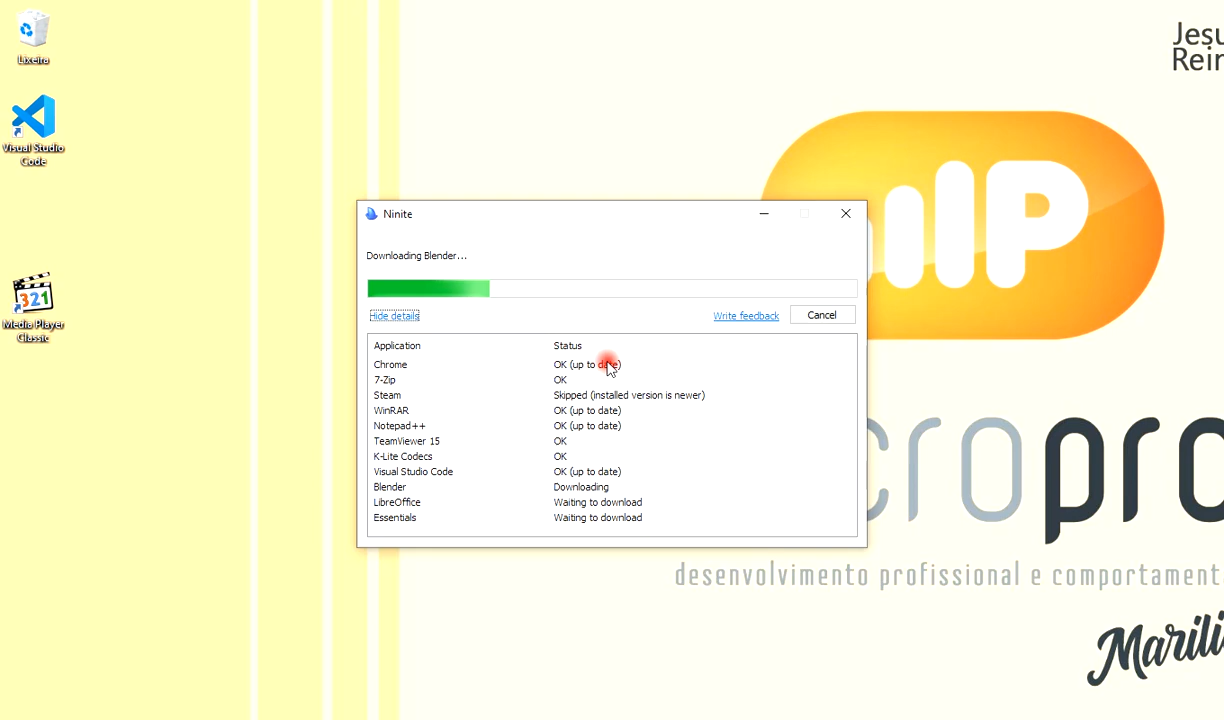 Lixeira
Visual Studio
Code
Media Player
Classic
Ninite
Downloading Blender...
Hide details
Write feedback
Cancel
Application Status
Chrome OK (up to date)
7-Zip OK
Steam Skipped (installed version is newer)
WinRAR OK (up to date)
Notepad++ OK (up to date)
TeamViewer 15 OK
K-Lite Codecs OK
Visual Studio Code OK (up to date)
Blender Downloading
LibreOffice Waiting to download
Essentials Waiting to download
321
P
cropro
desenvolvimento profissional e comportament